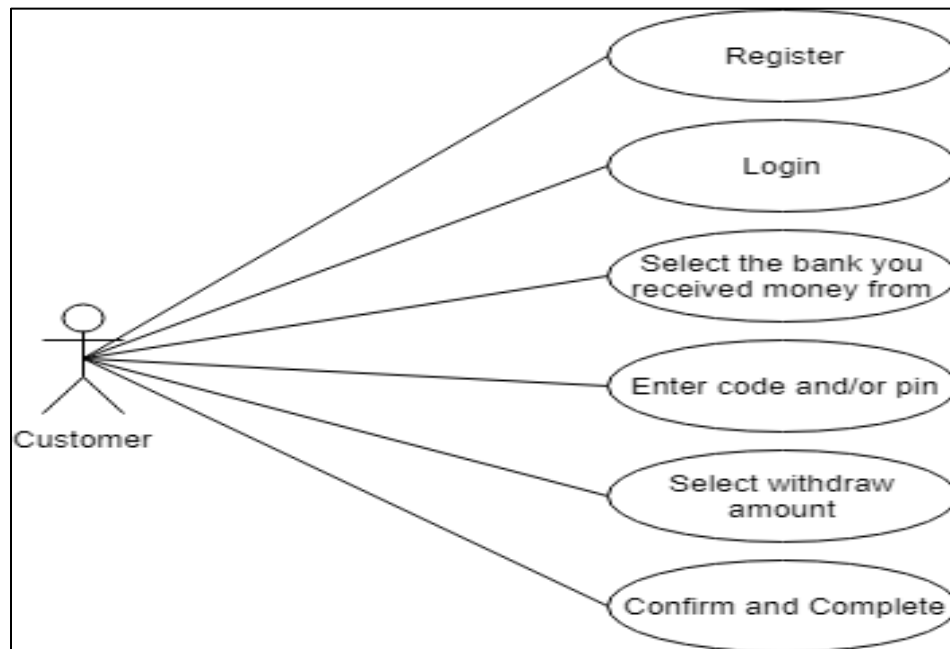 Register
Login
Select the bank you
received money from
Enter code and/or pin
Customer
Select withdraw
amount
Confirm and Complete